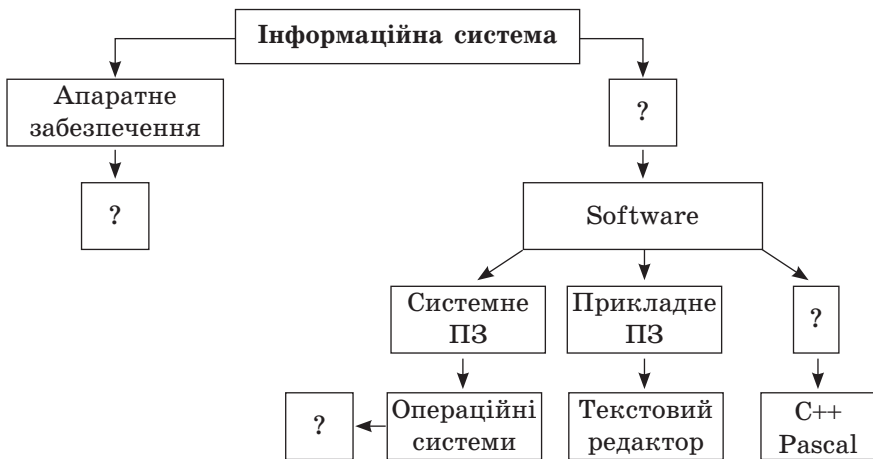 Інформаційна система
Апаратне
забезпечення
?
?
Software
Системне
ПЗ
Прикладне
ПЗ
?
?
Операційні
системи
Текстовий
редактор
C++
Pascal